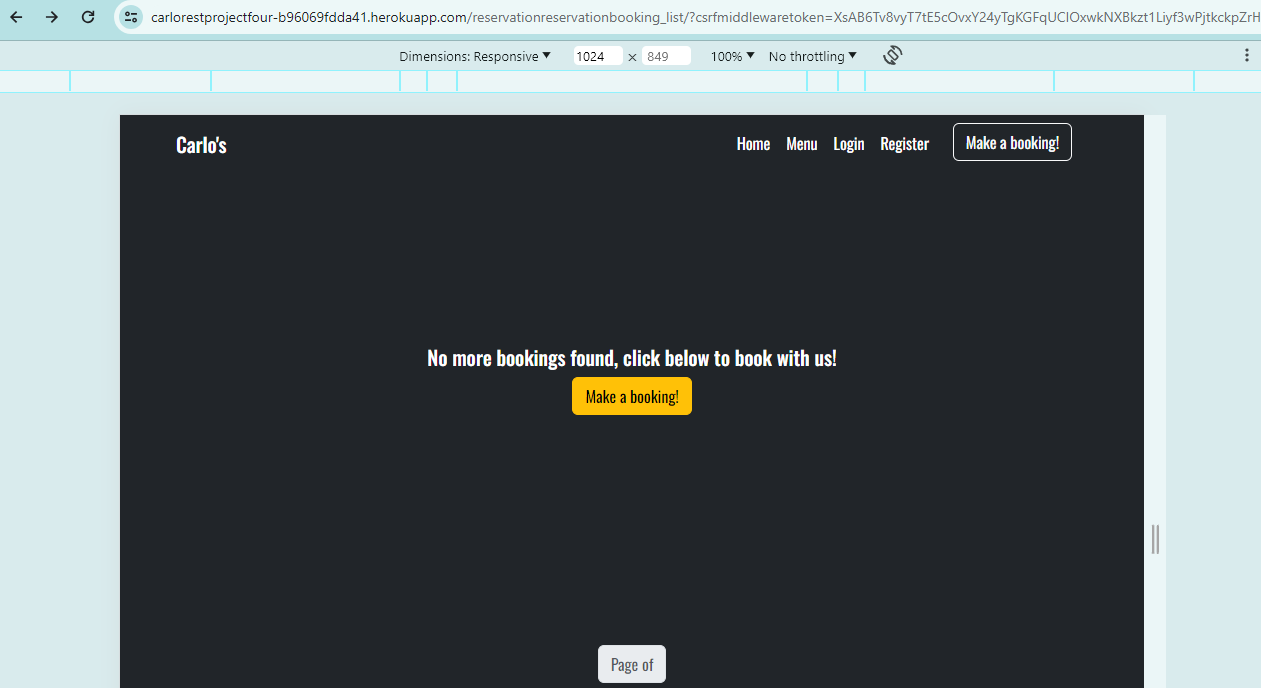 carlorestprojectfour-b96069fdda41.herokuapp.com/reservationreservationbooking_list/?csrfmiddlewaretoken=XsAB6Tv8vyT7tE5cOvxY24yTgKGFqUClOxwkNXBkzt1Liyf3wPjtkckpZrH
Dimensions: Responsive 1024 × 849 100% No throttling
Carlo's Home Menu Login Register Make a booking!
No more bookings found, click below to book with us!
Make a booking!
Page of